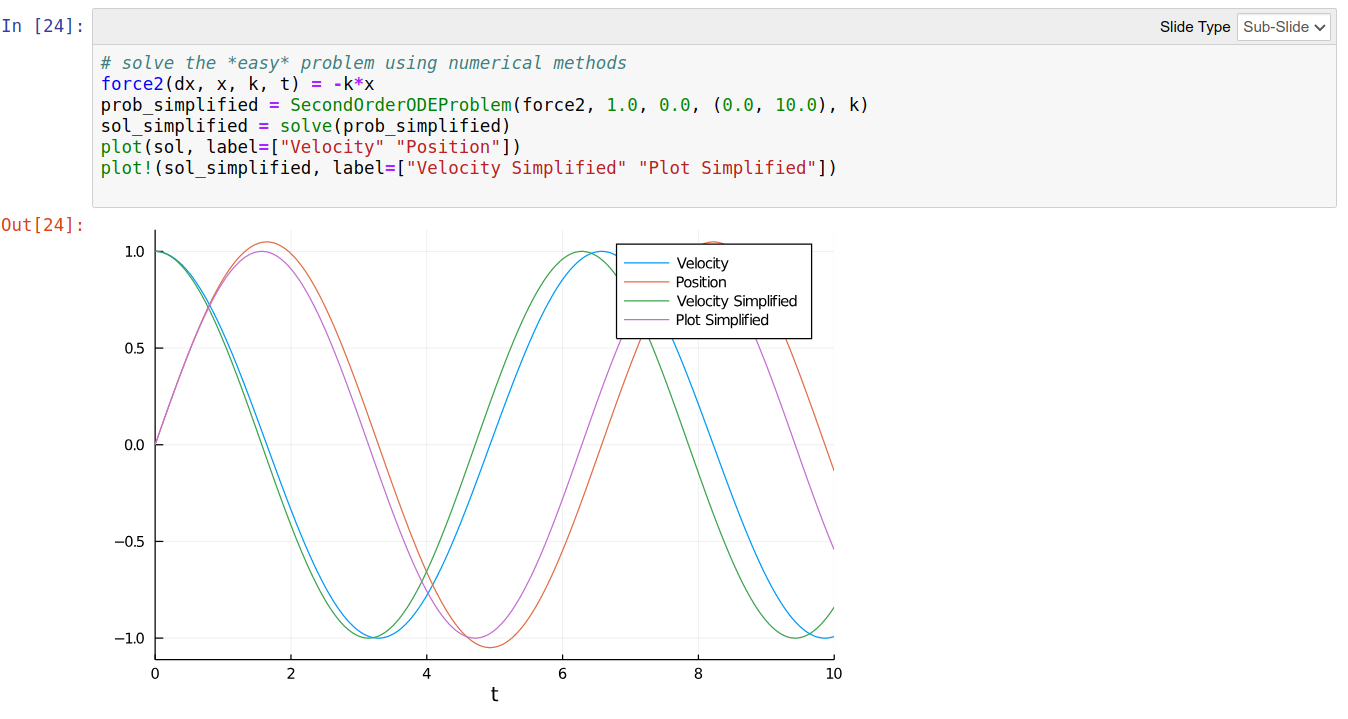 In [24]:
Slide Type Sub-Slide
# solve the *easy* problem using numerical methods
force2(dx, x, k, t) = -k*x
prob_simplified = SecondOrderODEProblem(force2, 1.0, 0.0, (0.0, 10.0), k)
sol_simplified = solve(prob_simplified)
plot(sol, label=["Velocity" "Position"])
plot!(sol_simplified, label=["Velocity Simplified" "Plot Simplified"])
Out[24]:
1.0
0.5
0.0
−0.5
−1.0
Velocity
Position
Velocity Simplified
Plot Simplified
0 2 4 6 8 10
t